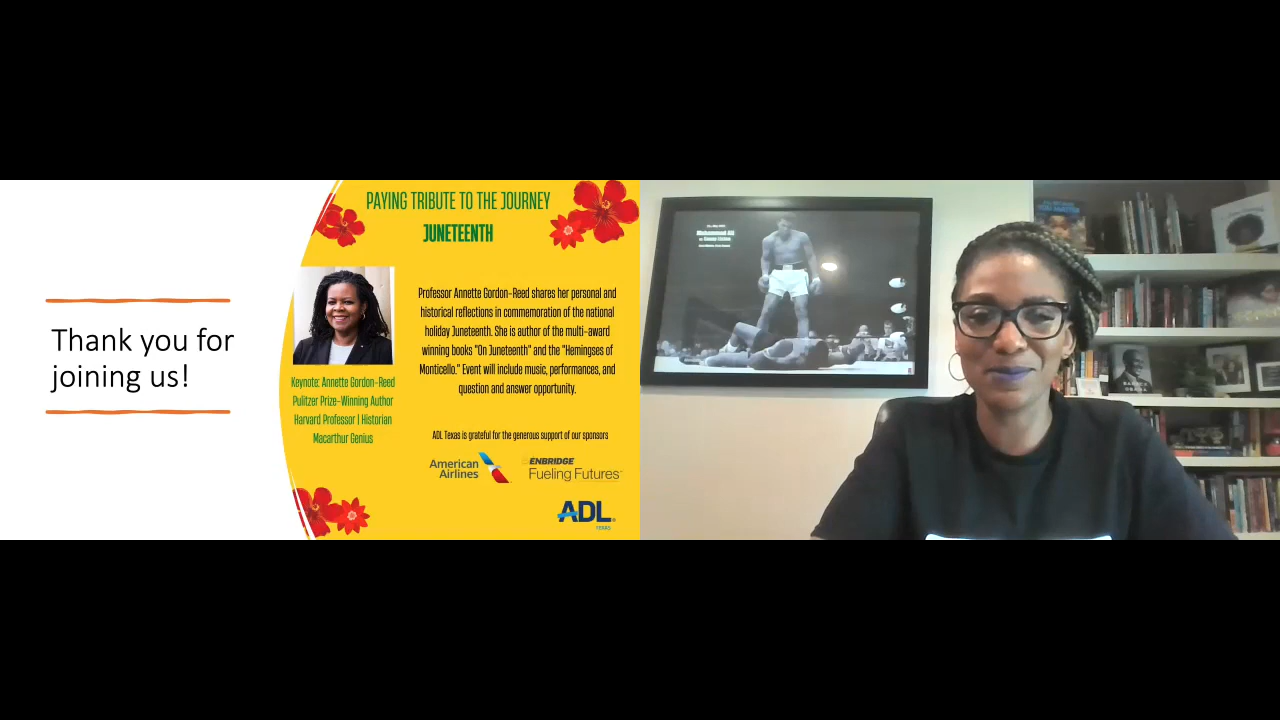 Thank you for
joining us!
PAYING TRIBUTE TO THE JOURNEY
JUNETEENTH
Keynote: Annette Gordon-Reed
Pulitzer Prize-Winning Author
Harvard Professor | Historian
Macarthur Genius
Professor Annette Gordon-Reed shares her personal and
historical reflections in commemoration of the national
holiday Juneteenth. She is author of the multi-award
winning books "On Juneteenth" and the "Hemingses of
Monticello." Event will include music, performances, and
question and answer opportunity.
ADL Texas is grateful for the generous support of our sponsors
American
Airlines
ENBRIDGE
Fueling Futures
ADL
TEXAS
Muhammad Ali
BARACK
OBAMA